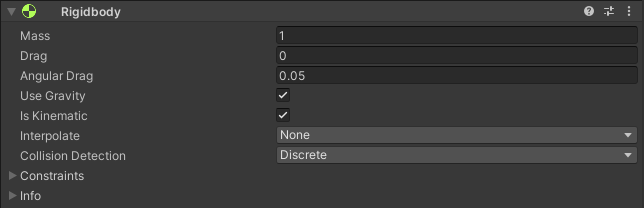 Rigidbody
Mass 1
Drag 0
Angular Drag 0.05
Use Gravity
Is Kinematic
Interpolate None
Collision Detection Discrete
Constraints
Info